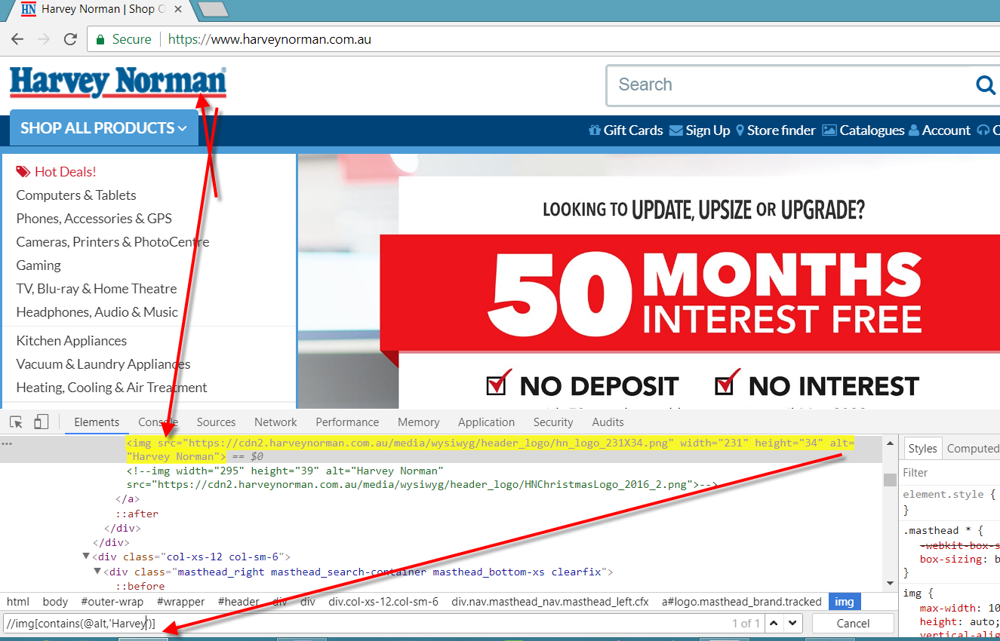 HN Harvey Norman | Shop O
Secure https://www.harveynorman.com.au
Harvey Norman®
Search
SHOP ALL PRODUCTS
Gift Cards Sign Up Store finder Catalogues Account
Hot Deals!
Computers & Tablets
Phones, Accessories & GPS
Cameras, Printers & PhotoCentre
Gaming
TV, Blu-ray & Home Theatre
Headphones, Audio & Music
Kitchen Appliances
Vacuum & Laundry Appliances
Heating, Cooling & Air Treatment
LOOKING TO UPDATE, UPSIZE OR UPGRADE?
50 MONTHS
INTEREST FREE
NO DEPOSIT NO INTEREST
Elements Console Sources Network Performance Memory Application Security Audits
... <img src="https://cdn2.harveynorman.com.au/media/wysiwyg/header_logo/hn_logo_231X34.png" width="231" height="34" alt=
"Harvey Norman"> == $0
<!--img width="295" height="39" alt="Harvey Norman"
src="https://cdn2.harveynorman.com.au/media/wysiwyg/header_logo/HNChristmasLogo_2016_2.png">-->
</a>
::after
</div>
</div>
<div class="col-xs-12 col-sm-6">
<div class="masthead_right masthead_search-container masthead_bottom-xs clearfix">
::before
html body #outer-wrap #wrapper #header div div div.col-xs-12.col-sm-6 div.nav.masthead_nav.masthead_left.cfx a#logo.masthead_brand.tracked img
//img[contains(@alt,'Harvey')] 1 of 1 Cancel
Styles Computed
Filter
element.style {
}
.masthead * {
-webkit-box-s
box-sizing: b
}
img {
max-width: 10
height: auto;
vertical-alig